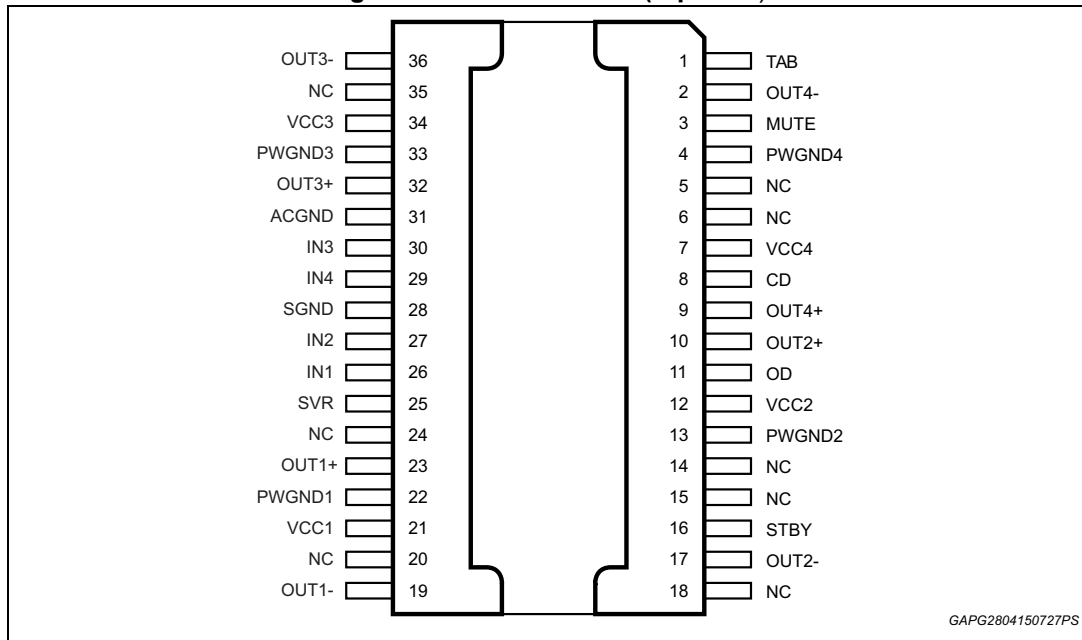 OUT3- 36 1 TAB
NC 35 2 OUT4-
VCC3 34 3 MUTE
PWGND3 33 4 PWGND4
OUT3+ 32 5 NC
ACGND 31 6 NC
IN3 30 7 VCC4
IN4 29 8 CD
SGND 28 9 OUT4+
IN2 27 10 OUT2+
IN1 26 11 OD
SVR 25 12 VCC2
NC 24 13 PWGND2
OUT1+ 23 14 NC
PWGND1 22 15 NC
VCC1 21 16 STBY
NC 20 17 OUT2-
OUT1- 19 18 NC
GAPG2804150727PS